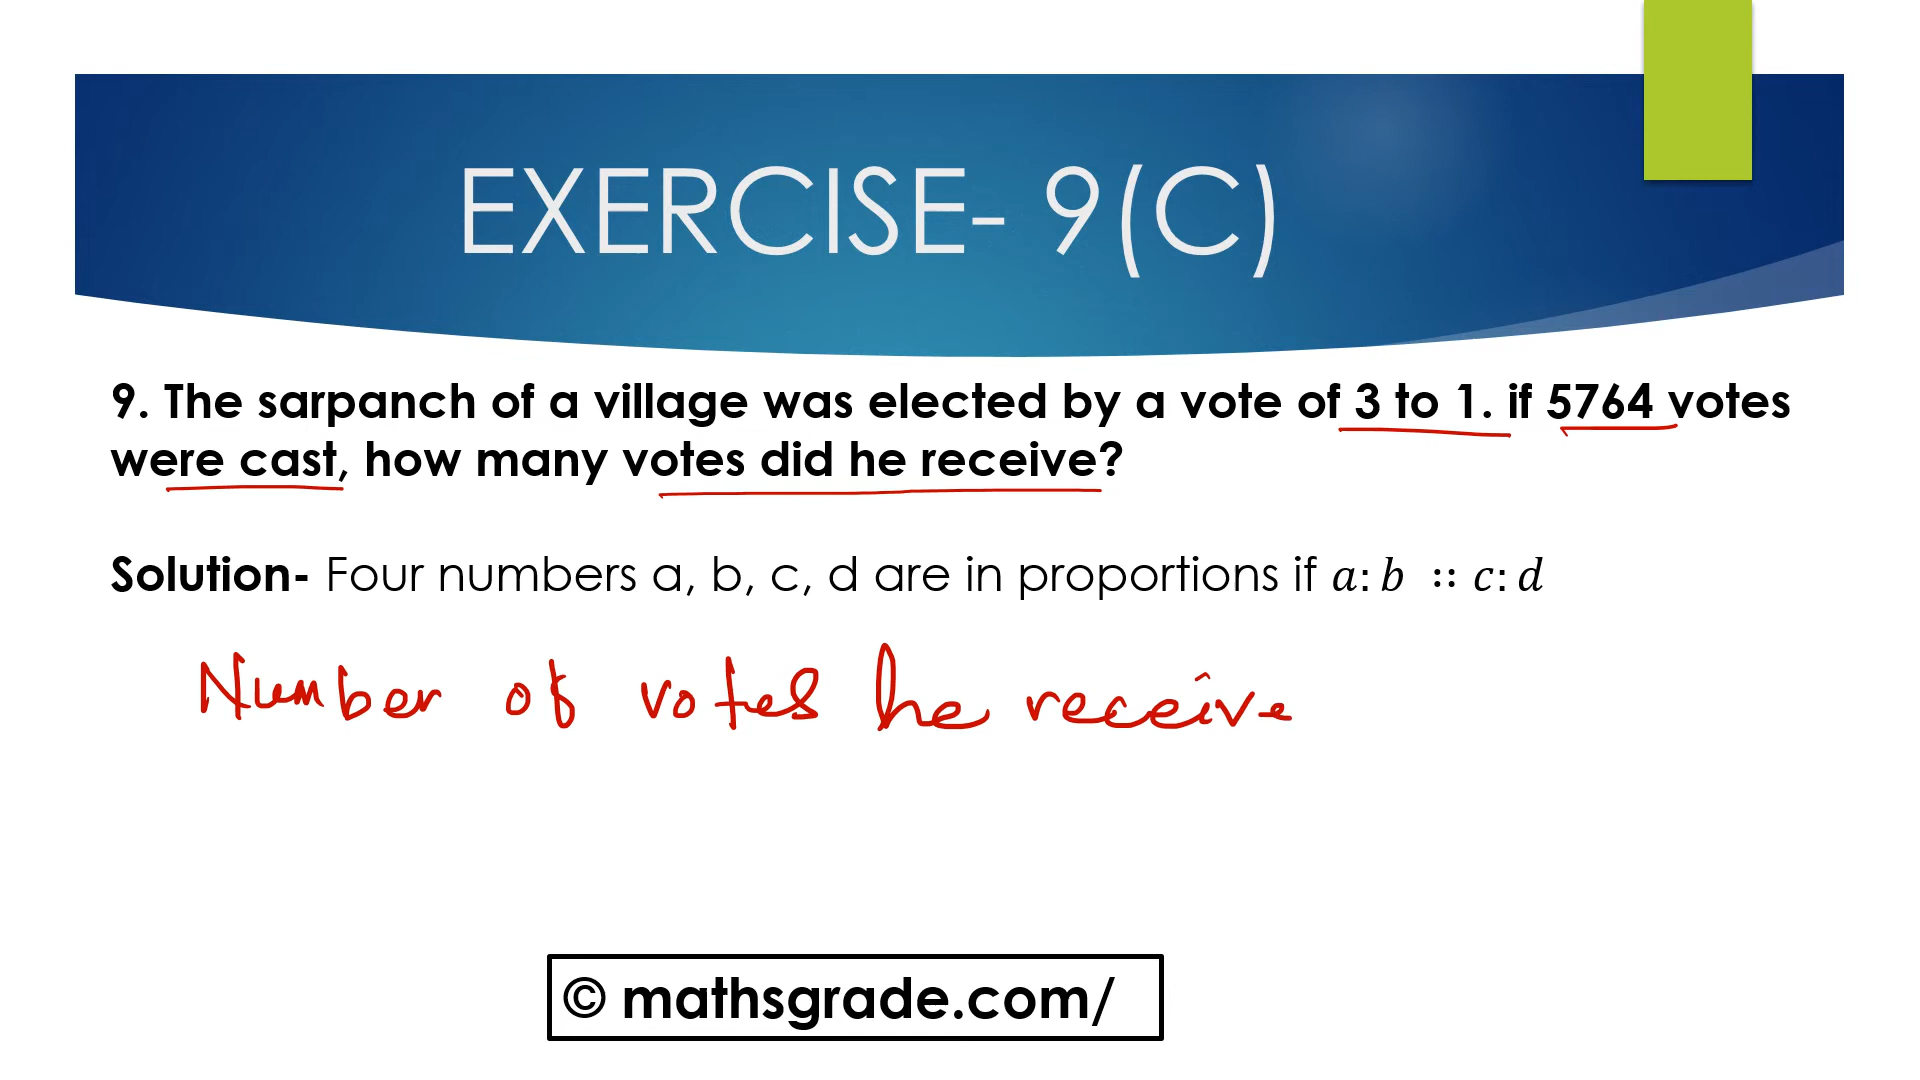 EXERCISE- 9(C)
9. The sarpanch of a village was elected by a vote of 3 to 1. if 5764 votes
were cast, how many votes did he receive?
Solution- Four numbers a, b, c, d are in proportions if a: b :: c: d
Number of votes he receive
© mathsgrade.com/